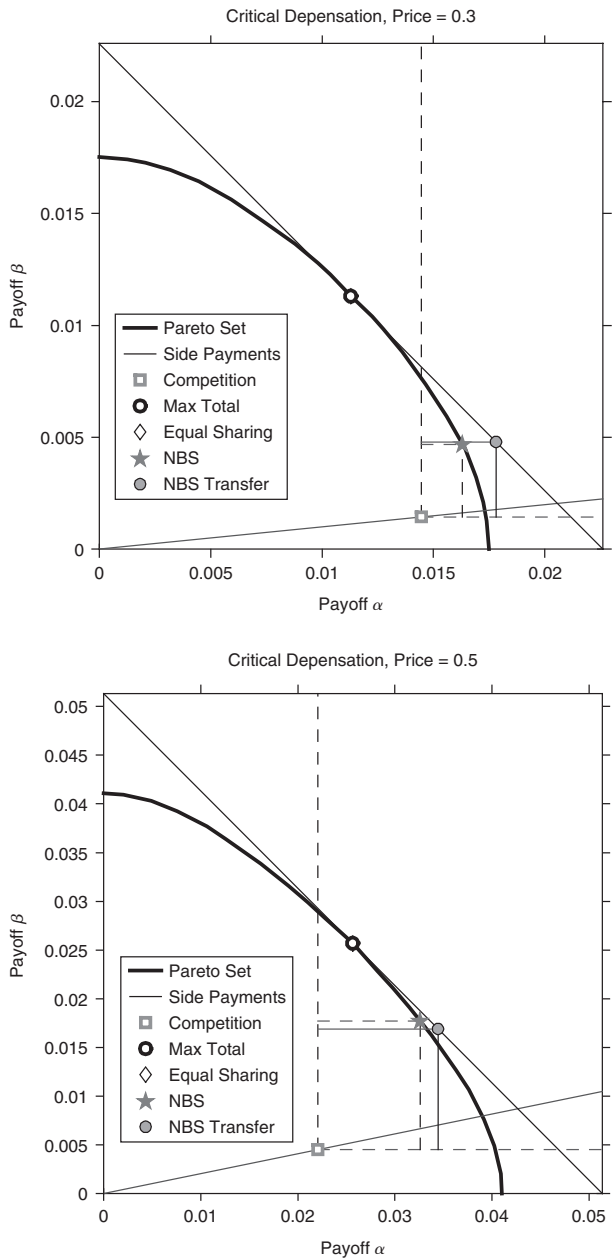 Critical Depensation, Price = 0.3
0.02
0.015
0.01
0.005
0
Payoff β
Pareto Set
Side Payments
Competition
Max Total
Equal Sharing
NBS
NBS Transfer
0
0.005
0.01
0.015
0.02
Payoff α
Critical Depensation, Price = 0.5
0.05
0.045
0.04
0.035
0.03
0.025
0.02
0.015
0.01
0.005
0
Payoff β
Pareto Set
Side Payments
Competition
Max Total
Equal Sharing
NBS
NBS Transfer
0
0.01
0.02
0.03
0.04
0.05
Payoff α